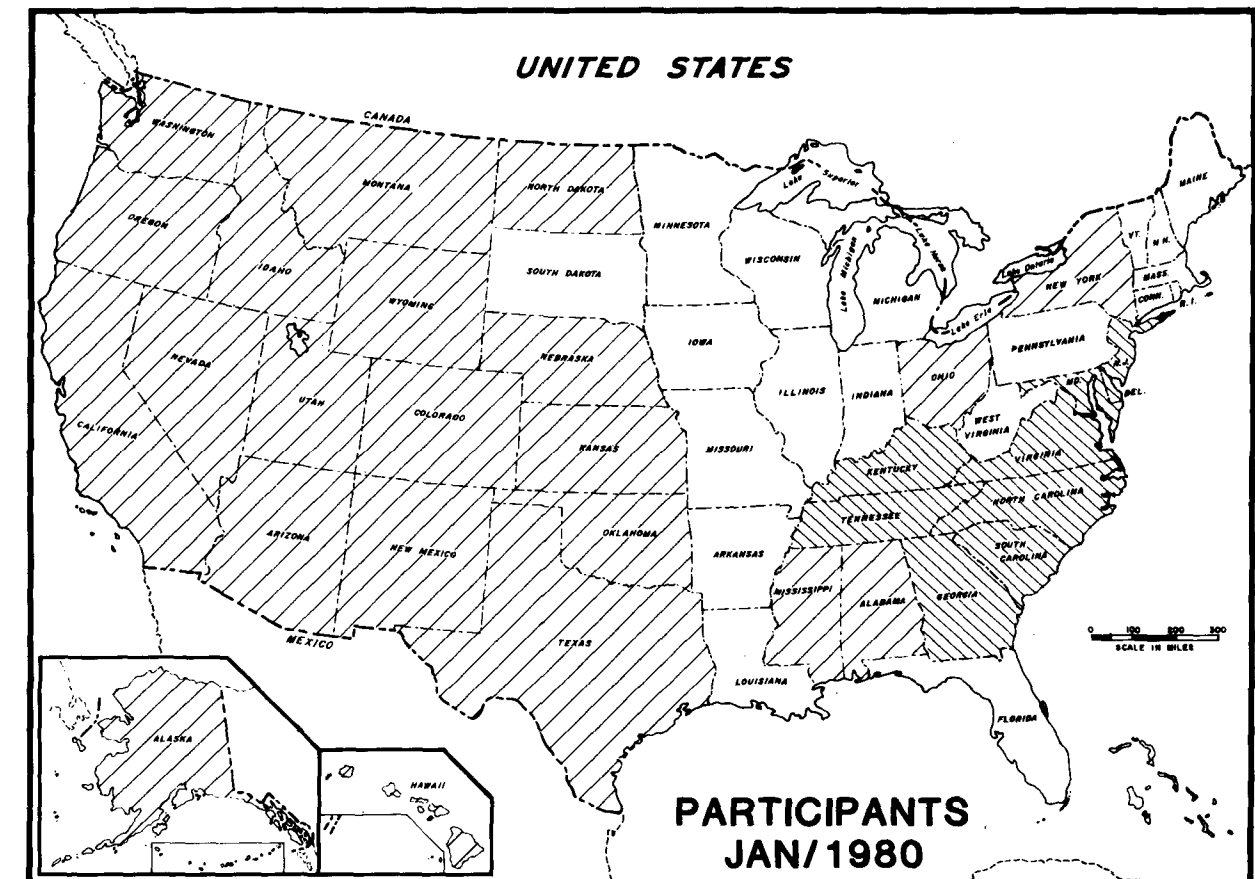 UNITED STATES
CANADA
WASHINGTON
MONTANA
NORTH DAKOTA
MINNESOTA
Lake Superior
MAINE
OREGON
IDAHO
WYOMING
SOUTH DAKOTA
WISCONSIN
Lake Michigan
MICHIGAN
Lake Huron
Lake Ontario
NEW YORK
VT.
N.H.
MASS.
CONN.
R.I.
Lake Erie
NEVADA
UTAH
COLORADO
NEBRASKA
IOWA
ILLINOIS
INDIANA
OHIO
PENNSYLVANIA
N.J.
MD.
DEL.
CALIFORNIA
KANSAS
MISSOURI
KENTUCKY
WEST
VIRGINIA
VIRGINIA
ARIZONA
NEW MEXICO
OKLAHOMA
ARKANSAS
TENNESSEE
NORTH CAROLINA
SOUTH
CAROLINA
MISSISSIPPI
ALABAMA
GEORGIA
MEXICO
TEXAS
LOUISIANA
FLORIDA
0 100 200 300
SCALE IN MILES
ALASKA
HAWAII
PARTICIPANTS
JAN/1980